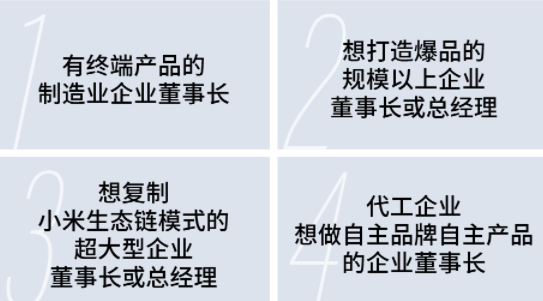 1
有终端产品的
制造业企业董事长
2
想打造爆品的
规模以上企业
董事长或总经理
3
想复制
小米生态链模式的
超大型企业
董事长或总经理
4
代工企业
想做自主品牌自主产品
的企业董事长